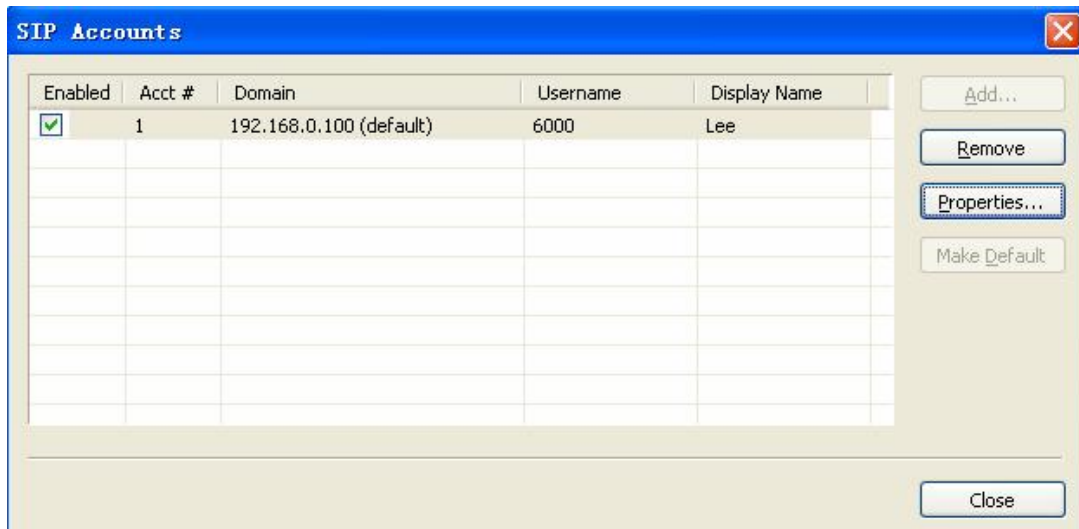 SIP Accounts
Enabled Acct # Domain Username Display Name
1 192.168.0.100 (default) 6000 Lee
Add...
Remove
Properties...
Make Default
Close